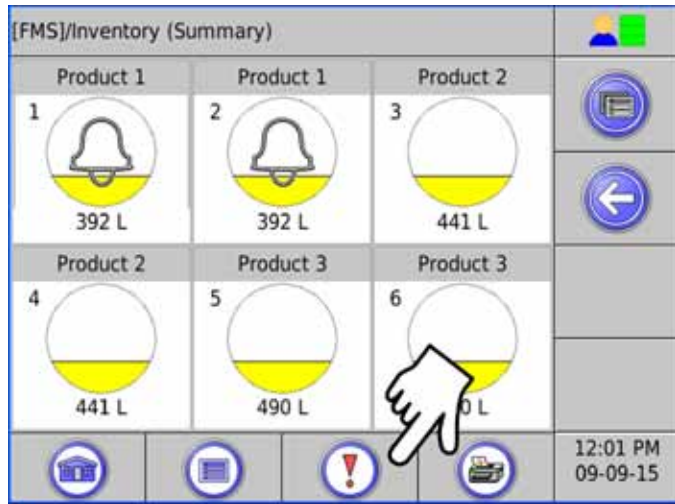 [FMS]/Inventory (Summary)
Product 1 Product 1 Product 2
1 2 3
392 L 392 L 441 L
Product 2 Product 3 Product 3
4 5 6
441 L 490 L 0 L
12:01 PM
09-09-15